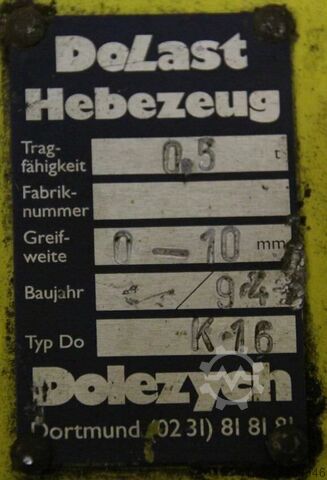 DoLast
Hebezeug
Trag-
fähigkeit 0.5 t
Fabrik-
nummer
Greif-
weite 0 — 10 mm
Baujahr / 94
Typ Do K 16
Dolezych
Dortmund (02 31) 81 81 81